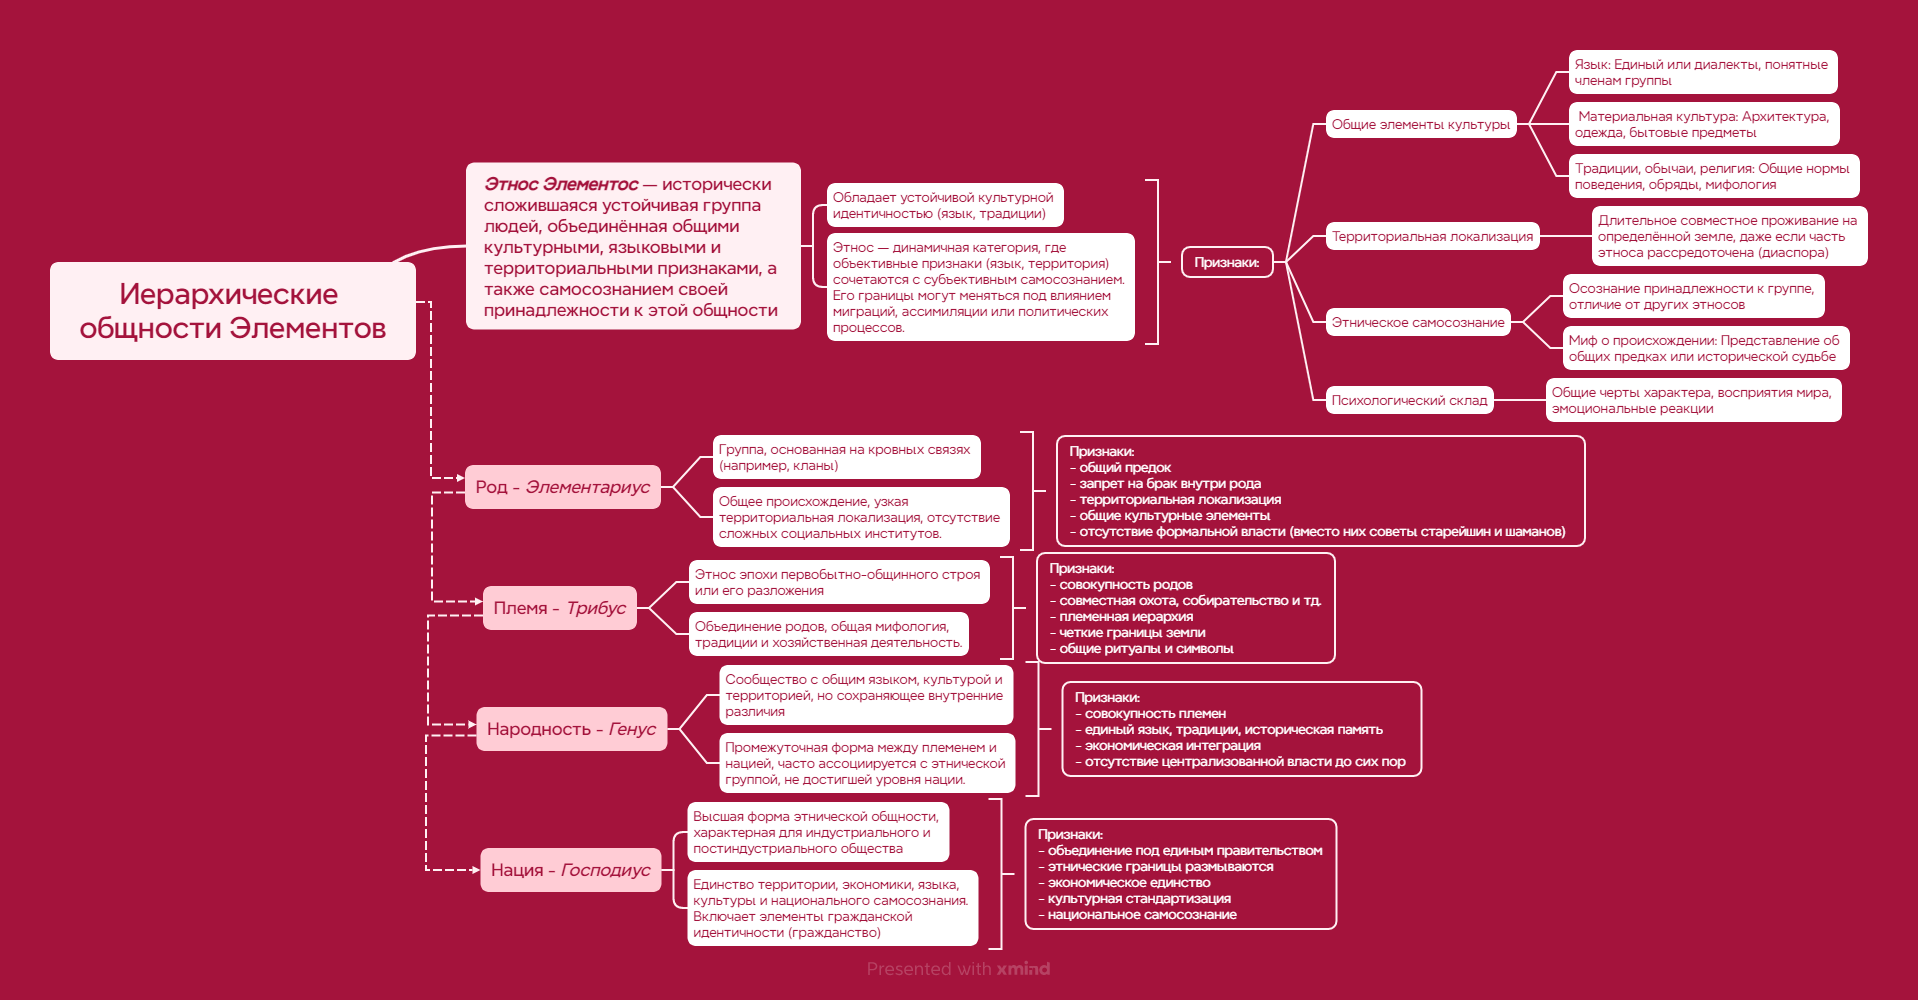 Иерархические
общности Элементов
Этнос Элементос — исторически
сложившаяся устойчивая группа
людей, объединённая общими
культурными, языковыми и
территориальными признаками, а
также самосознанием своей
принадлежности к этой общности
Обладает устойчивой культурной
идентичностью (язык, традиции)
Этнос — динамичная категория, где
объективные признаки (язык, территория)
сочетаются с субъективным самосознанием.
Его границы могут меняться под влиянием
миграций, ассимиляции или политических
процессов.
Признаки:
Общие элементы культуры
Язык: Единый или диалекты, понятные
членам группы
Материальная культура: Архитектура,
одежда, бытовые предметы
Традиции, обычаи, религия: Общие нормы
поведения, обряды, мифология
Территориальная локализация
Длительное совместное проживание на
определённой земле, даже если часть
этноса рассредоточена (диаспора)
Этническое самосознание
Осознание принадлежности к группе,
отличие от других этносов
Миф о происхождении: Представление об
общих предках или исторической судьбе
Психологический склад
Общие черты характера, восприятия мира,
эмоциональные реакции
Род - Элементариус
Группа, основанная на кровных связях
(например, кланы)
Общее происхождение, узкая
территориальная локализация, отсутствие
сложных социальных институтов.
Признаки:
- общий предок
- запрет на брак внутри рода
- территориальная локализация
- общие культурные элементы
- отсутствие формальной власти (вместо них советы старейшин и шаманов)
Племя - Трибус
Этнос эпохи первобытно-общинного строя
или его разложения
Объединение родов, общая мифология,
традиции и хозяйственная деятельность.
Признаки:
- совокупность родов
- совместная охота, собирательство и тд.
- племенная иерархия
- четкие границы земли
- общие ритуалы и символы
Народность - Генус
Сообщество с общим языком, культурой и
территорией, но сохраняющее внутренние
различия
Промежуточная форма между племенем и
нацией, часто ассоциируется с этнической
группой, не достигшей уровня нации.
Признаки:
- совокупность племен
- единый язык, традиции, историческая память
- экономическая интеграция
- отсутствие централизованной власти до сих пор
Нация - Господиус
Высшая форма этнической общности,
характерная для индустриального и
постиндустриального общества
Единство территории, экономики, языка,
культуры и национального самосознания.
Включает элементы гражданской
идентичности (гражданство)
Признаки:
- объединение под единым правительством
- этнические границы размываются
- экономическое единство
- культурная стандартизация
- национальное самосознание
Presented with xmind